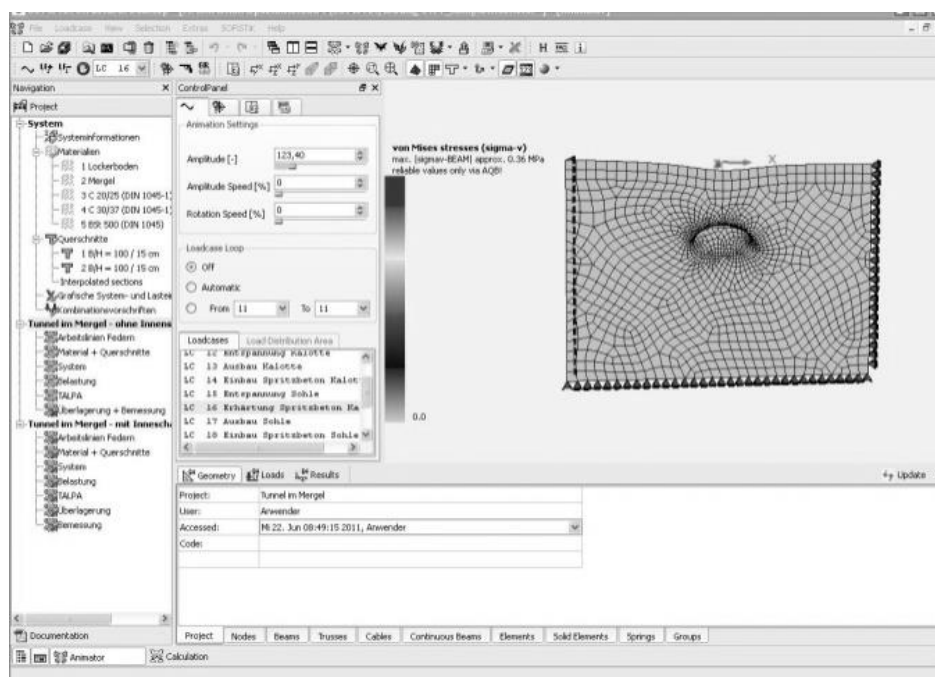 File Loadcase View Selection Extras SOFiSTiK Help
LC 16
H
Navigation
Project
System
Systeminformationen
Materialien
1 Lockerboden
2 Mergel
3 C 20/25 (DIN 1045-1)
4 C 30/37 (DIN 1045-1)
5 BSt 500 (DIN 1045)
Querschnitte
1 B/H = 100 / 15 cm
2 B/H = 100 / 15 cm
Interpolated sections
Grafische System- und Lasten
Kombinationsvorschriften
Tunnel im Mergel - ohne Innens
Arbeitslinien Federn
Material + Querschnitte
System
Belastung
TALPA
Überlagerung + Bemessung
Tunnel im Mergel - mit Innescha
Arbeitslinien Federn
Material + Querschnitte
System
Belastung
TALPA
Überlagerung
Bemessung
Documentation
Animator
Calculation
ControlPanel
Animation Settings
Amplitude [-] 123,40
Amplitude Speed [%] 0
Rotation Speed [%] 0
Loadcase Loop
Off
Automatic
From 11 To 11
Loadcases Load Distribution Area
LC 12 Entspannung Kalotte
LC 13 Ausbau Kalotte
LC 14 Einbau Spritzbeton Kalot
LC 15 Entspannung Sohle
LC 16 Erhärtung Spritzbeton Ka
LC 17 Ausbau Sohle
LC 18 Einbau Spritzbeton Sohle
von Mises stresses (sigma-v)
max. |sigmav-BEAM| approx. 0.36 MPa
reliable values only via AQB!
0.0
X
Geometry Loads Results
Update
Project: Tunnel im Mergel
User: Anwender
Accessed: Mi 22. Jun 08:49:15 2011, Anwender
Code:
Project Nodes Beams Trusses Cables Continuous Beams Elements Solid Elements Springs Groups